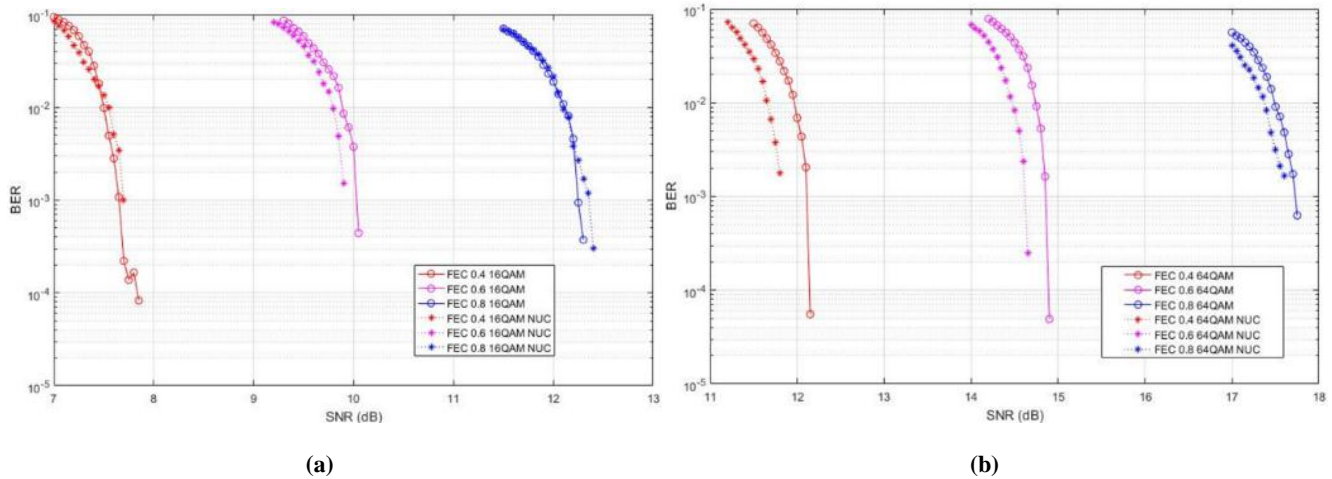 10^-1
10^-2
BER
10^-3
10^-4
10^-5
7 8 9 10 11 12 13
SNR (dB)
FEC 0.4 16QAM
FEC 0.6 16QAM
FEC 0.8 16QAM
FEC 0.4 16QAM NUC
FEC 0.6 16QAM NUC
FEC 0.8 16QAM NUC
(a)
10^-1
10^-2
BER
10^-3
10^-4
10^-5
11 12 13 14 15 16 17 18
SNR (dB)
FEC 0.4 64QAM
FEC 0.6 64QAM
FEC 0.8 64QAM
FEC 0.4 64QAM NUC
FEC 0.6 64QAM NUC
FEC 0.8 64QAM NUC
(b)